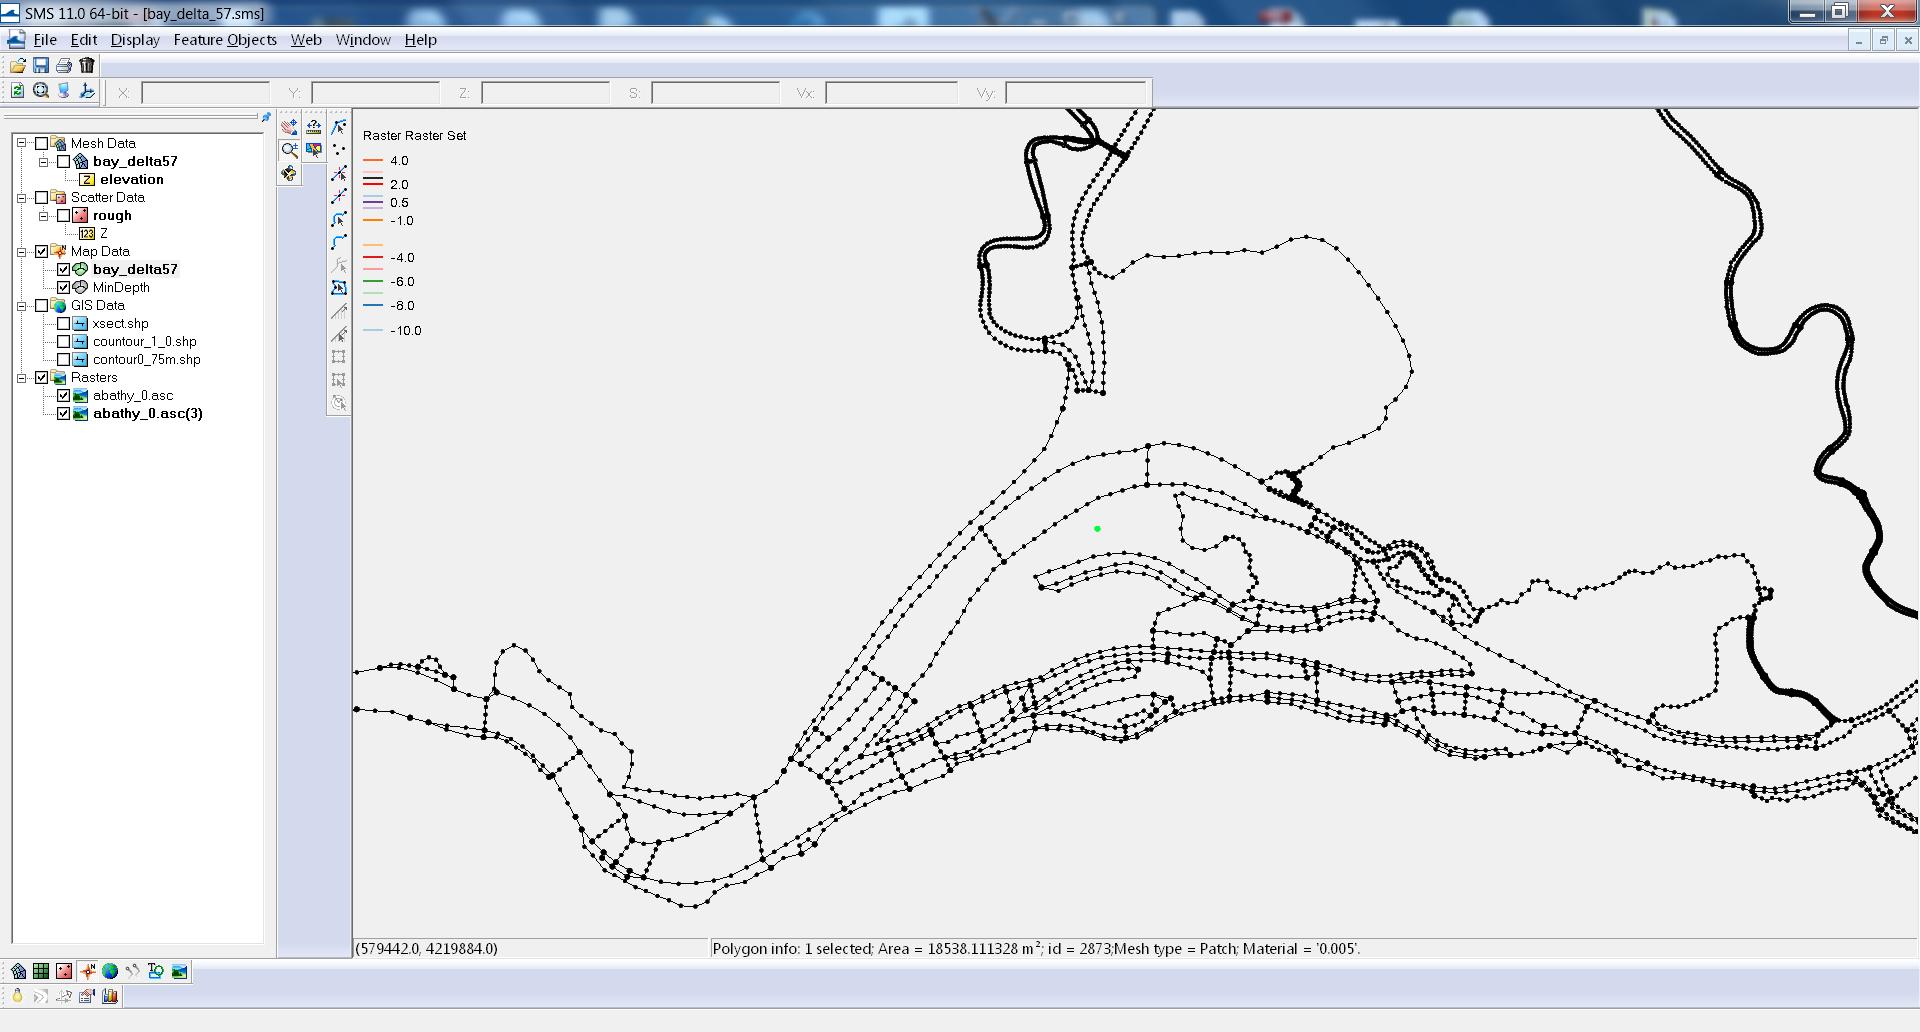 SMS 11.0 64-bit - [bay_delta_57.sms]
File Edit Display Feature Objects Web Window Help
X: Y: Z: S: Vx: Vy:
Mesh Data
bay_delta57
Z elevation
Scatter Data
rough
123 Z
Map Data
bay_delta57
MinDepth
GIS Data
xsect.shp
countour_1_0.shp
contour0_75m.shp
Rasters
abathy_0.asc
abathy_0.asc(3)
Raster Raster Set
4.0
2.0
0.5
-1.0
-4.0
-6.0
-8.0
-10.0
(579442.0, 4219884.0)
Polygon info: 1 selected; Area = 18538.111328 m²; id = 2873;Mesh type = Patch; Material = '0.005'.